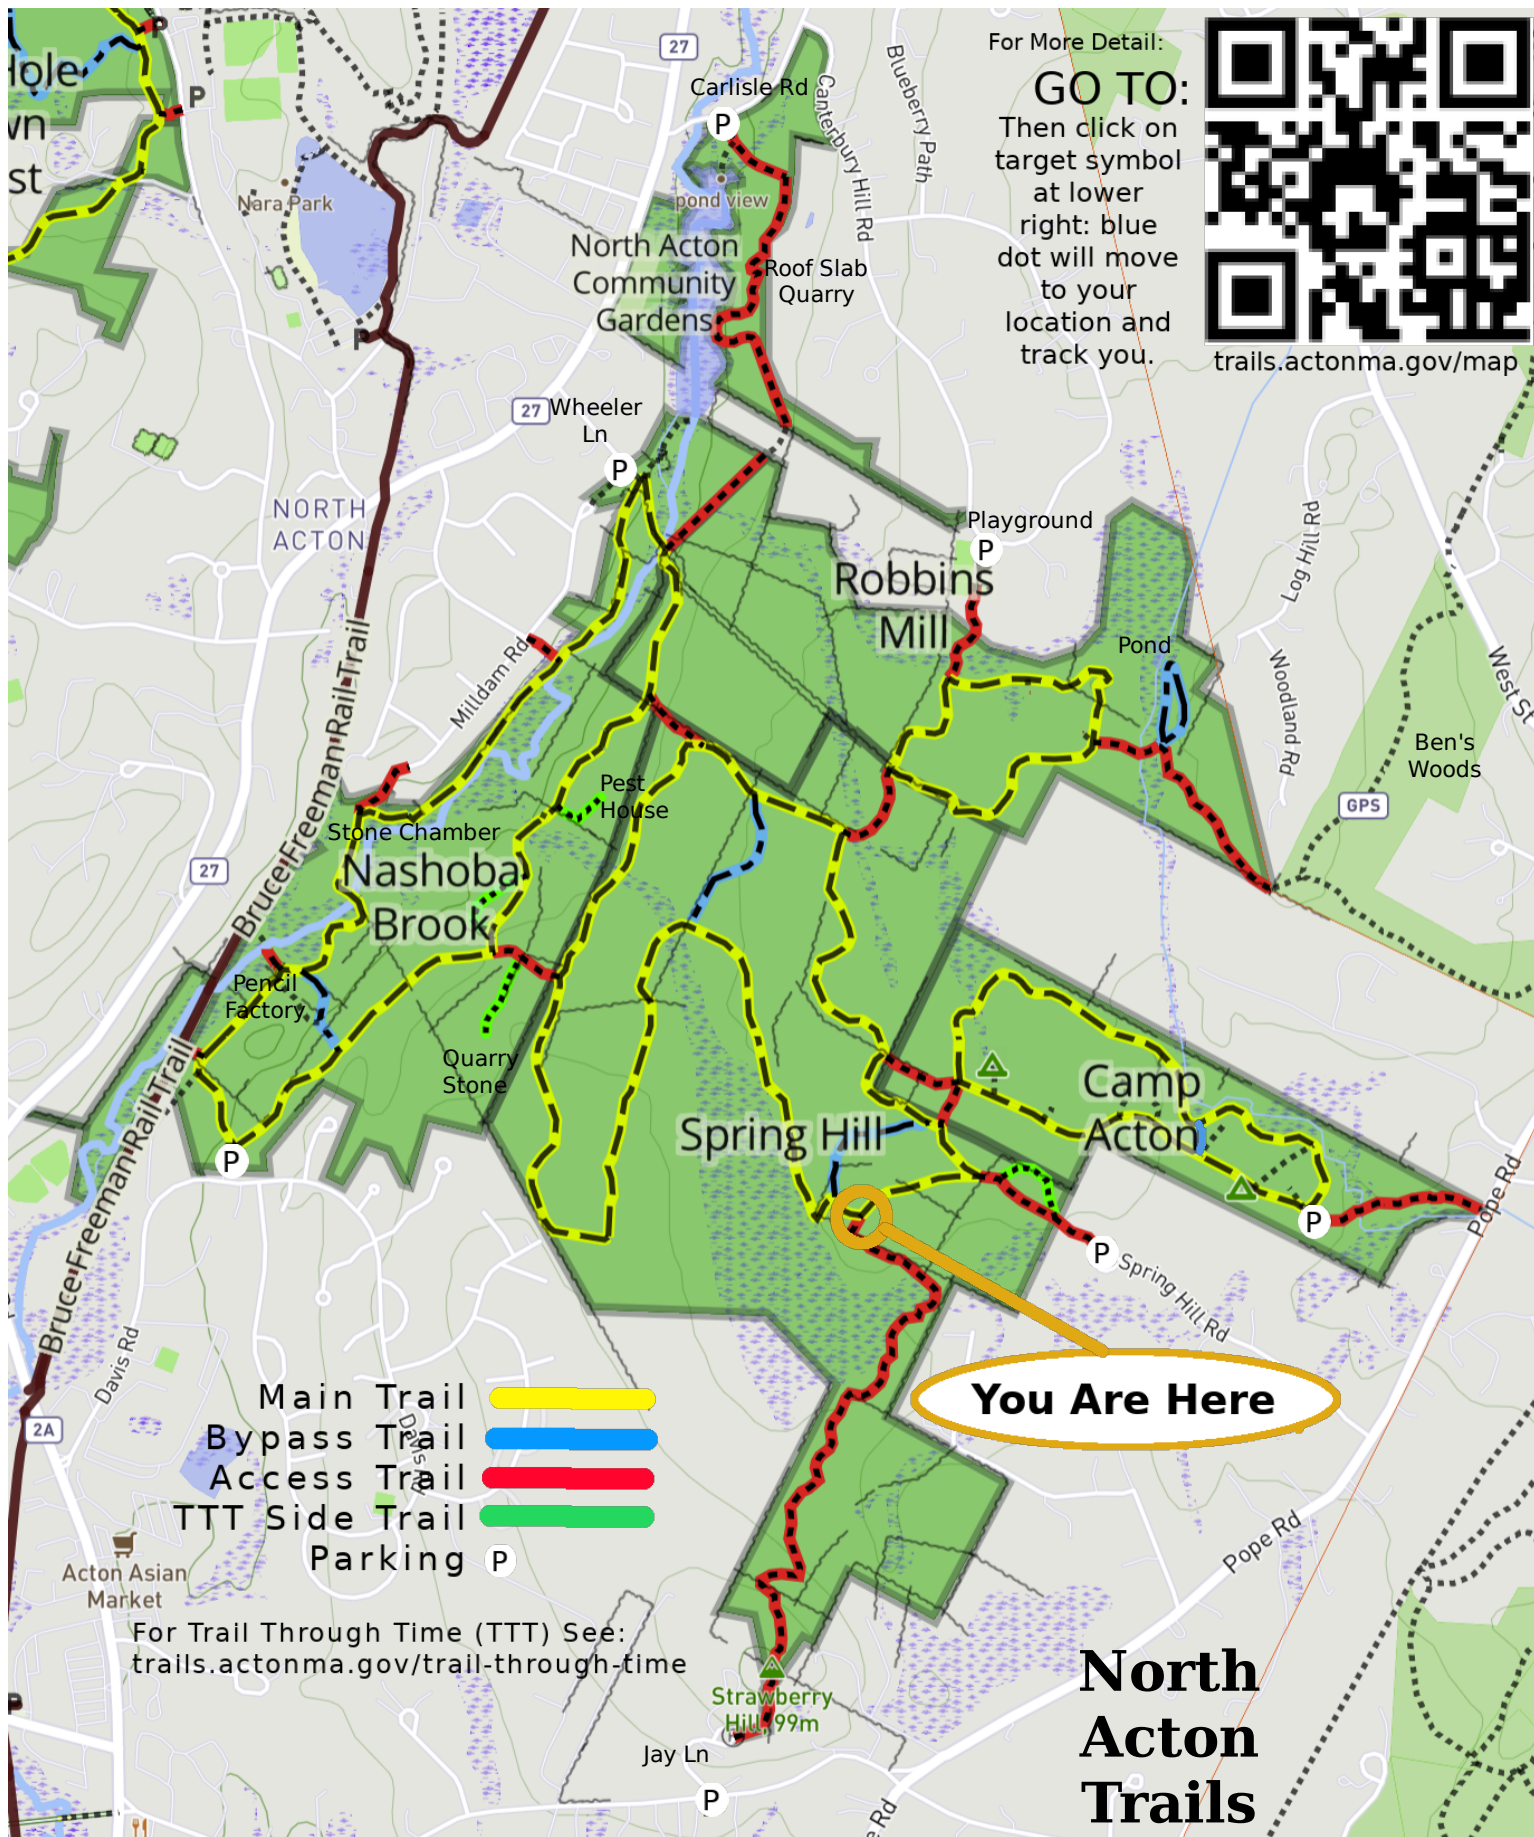 P
Hole
P
wn
st
27
Carlisle Rd
P
Canterbury Hill Rd
Blueberry Path
For More Detail:
GO TO:
Then click on
target symbol
at lower
right: blue
dot will move
to your
location and
track you.
trails.actonma.gov/map
Nara Park
P
pond view
North Acton
Community
Gardens
Roof Slab
Quarry
27
Wheeler
Ln
P
NORTH
ACTON
Playground
P
Robbins
Mill
Pond
Log Hill Rd
Woodland Rd
West St
Ben's
Woods
GPS
Milldam Rd
Bruce Freeman Rail Trail
Pest
House
Stone Chamber
27
Nashoba
Brook
Pencil
Factory
Quarry
Stone
P
Bruce Freeman Rail Trail
Spring Hill
Camp
Acton
P
Pope Rd
P
Spring Hill Rd
Davis Rd
You Are Here
2A
Main Trail
Bypass Trail
Davis Rd
Access Trail
TTT Side Trail
Parking P
Acton Asian
Market
For Trail Through Time (TTT) See:
trails.actonma.gov/trail-through-time
Pope Rd
P
Strawberry
Hill, 99m
Jay Ln
P
P
e Rd
North
Acton
Trails